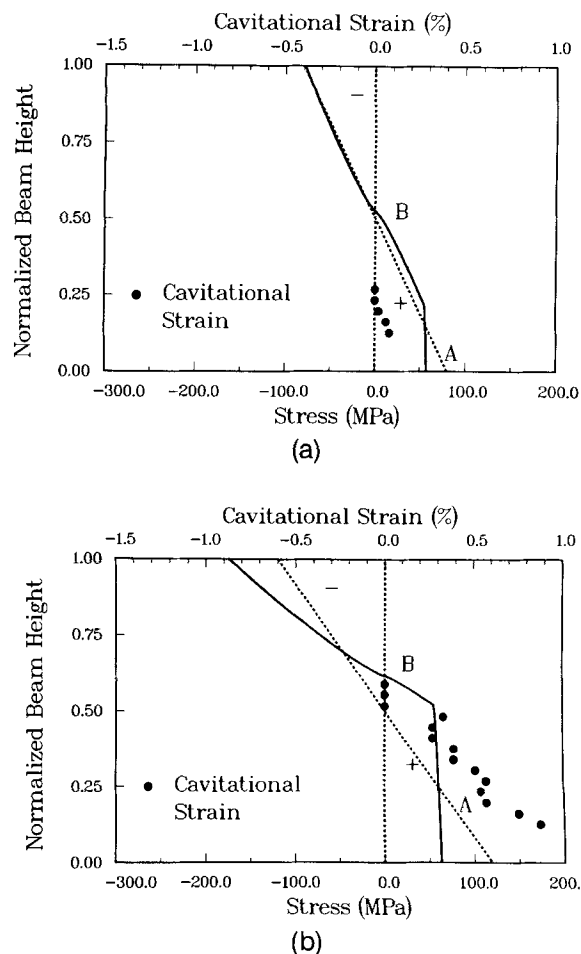 Cavitational Strain (%)
-1.5 -1.0 -0.5 0.0 0.5 1.0
1.00
0.75
0.50
0.25
0.00
Normalized Beam Height
−
B
+
A
● Cavitational
Strain
-300.0 -200.0 -100.0 0.0 100.0 200.
Stress (MPa)
(a)
Cavitational Strain (%)
-1.5 -1.0 -0.5 0.0 0.5 1.0
1.00
0.75
0.50
0.25
0.00
Normalized Beam Height
−
B
+
A
● Cavitational
Strain
-300.0 -200.0 -100.0 0.0 100.0 200.
Stress (MPa)
(b)